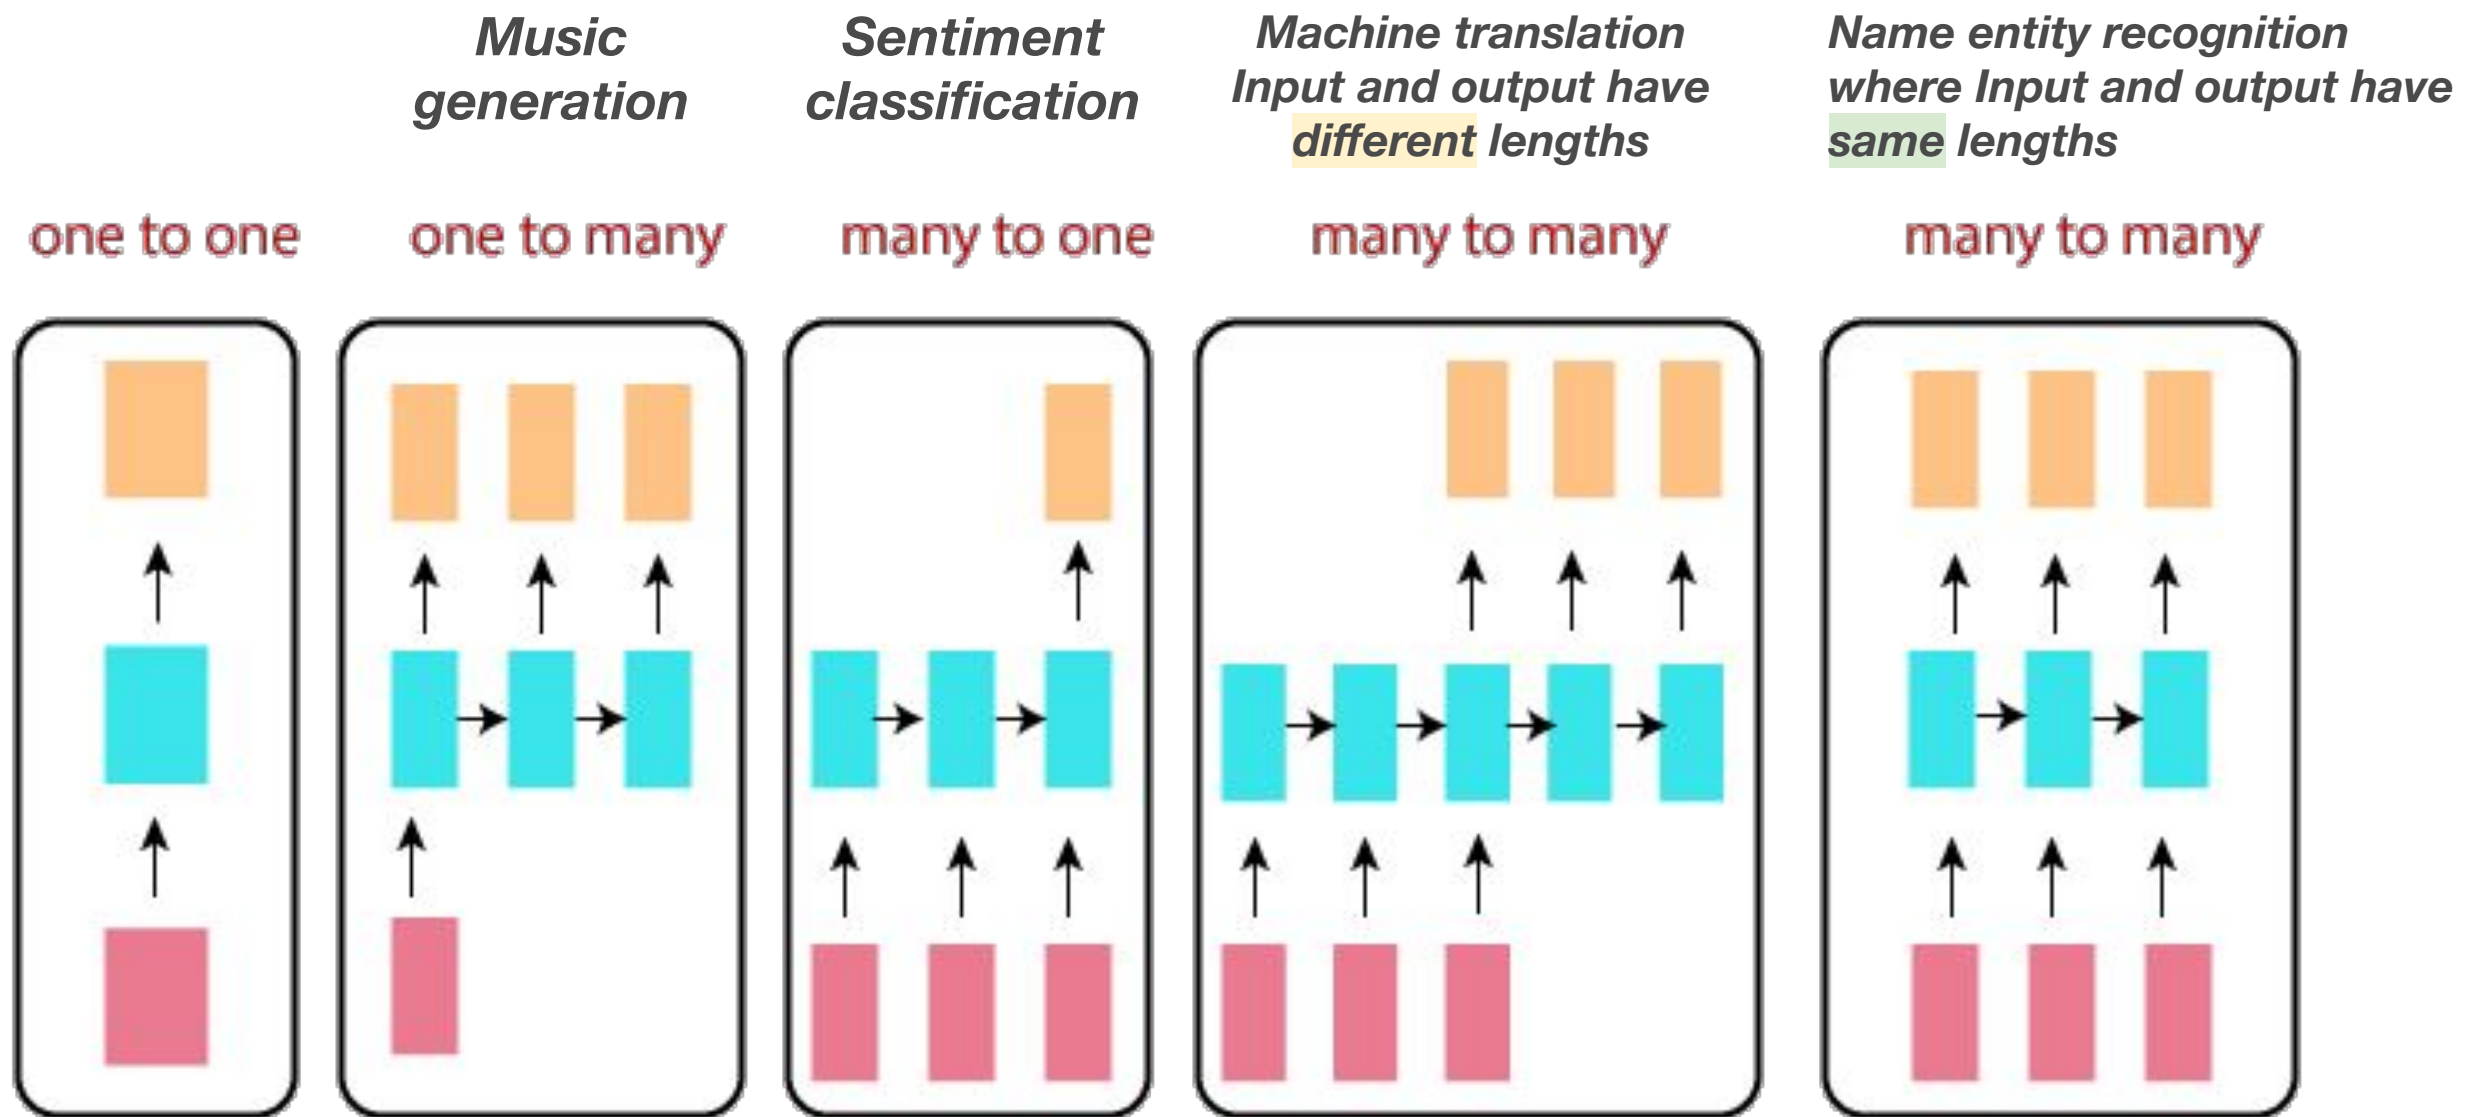 Music
generation
Sentiment
classification
Machine translation
Input and output have
different lengths
Name entity recognition
where Input and output have
same lengths
one to one
one to many
many to one
many to many
many to many